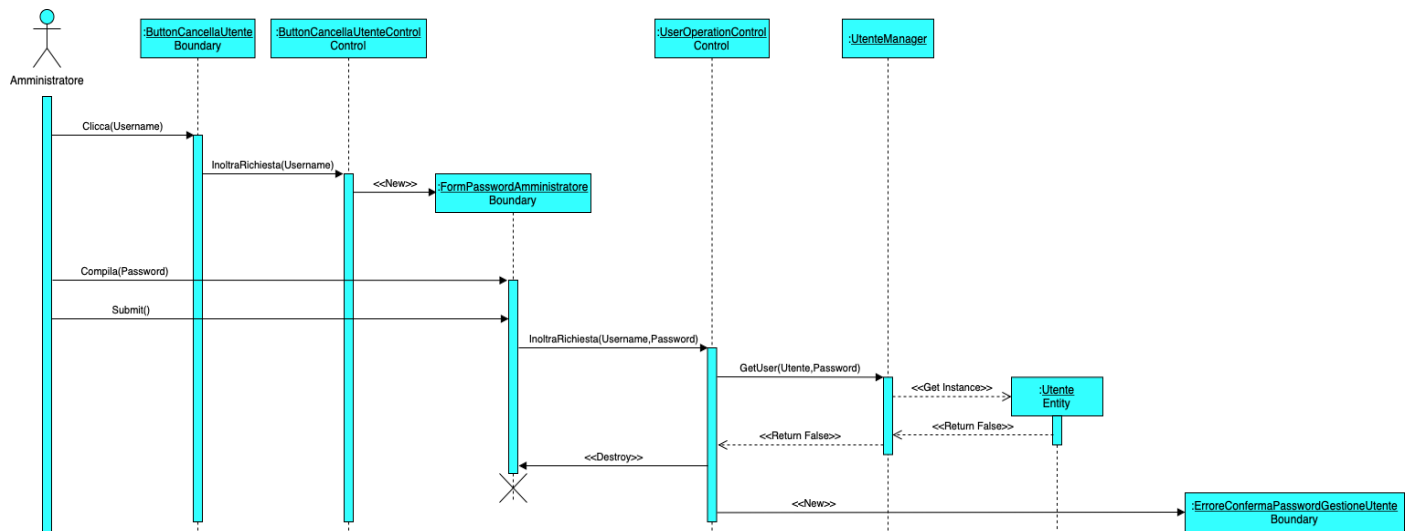 :ButtonCancellaUtente
Boundary
:ButtonCancellaUtenteControl
Control
:UserOperationControl
Control
:UtenteManager
Amministratore
Clicca(Username)
InoltraRichiesta(Username)
<<New>>
:FormPasswordAmministratore
Boundary
Compila(Password)
Submit()
InoltraRichiesta(Username,Password)
GetUser(Utente,Password)
<<Get Instance>>
:Utente
Entity
<<Return False>>
<<Return False>>
<<Destroy>>
<<New>>
:ErroreConfermaPasswordGestioneUtente
Boundary